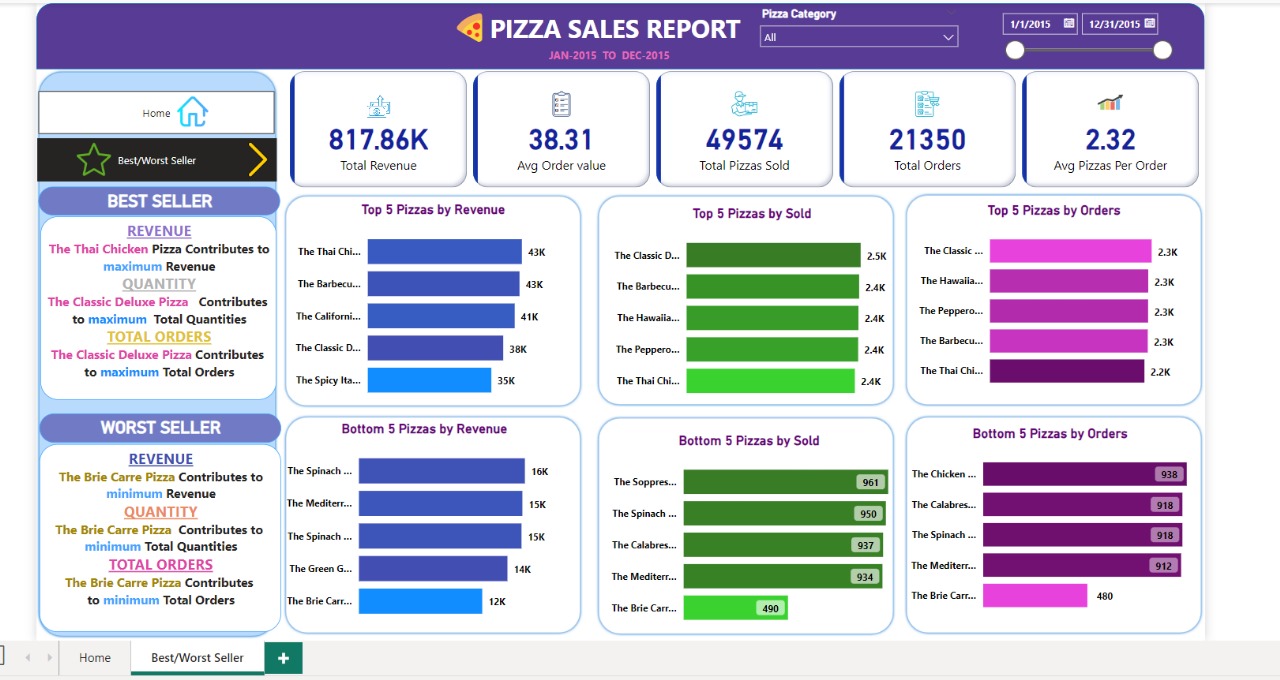 PIZZA SALES REPORT
JAN-2015 TO DEC-2015
Pizza Category
All
1/1/2015
12/31/2015
Home
Best/Worst Seller
817.86K
Total Revenue
38.31
Avg Order value
49574
Total Pizzas Sold
21350
Total Orders
2.32
Avg Pizzas Per Order
BEST SELLER
REVENUE
The Thai Chicken Pizza Contributes to
maximum Revenue
QUANTITY
The Classic Deluxe Pizza Contributes
to maximum Total Quantities
TOTAL ORDERS
The Classic Deluxe Pizza Contributes
to maximum Total Orders
WORST SELLER
REVENUE
The Brie Carre Pizza Contributes to
minimum Revenue
QUANTITY
The Brie Carre Pizza Contributes to
minimum Total Quantities
TOTAL ORDERS
The Brie Carre Pizza Contributes
to minimum Total Orders
Top 5 Pizzas by Revenue
The Thai Chi... 43K
The Barbecu... 43K
The Californi... 41K
The Classic D... 38K
The Spicy Ita... 35K
Top 5 Pizzas by Sold
The Classic D... 2.5K
The Barbecu... 2.4K
The Hawaiia... 2.4K
The Peppero... 2.4K
The Thai Chi... 2.4K
Top 5 Pizzas by Orders
The Classic ... 2.3K
The Hawaiia... 2.3K
The Peppero... 2.3K
The Barbecu... 2.3K
The Thai Chi... 2.2K
Bottom 5 Pizzas by Revenue
The Spinach ... 16K
The Mediterr... 15K
The Spinach ... 15K
The Green G... 14K
The Brie Carr... 12K
Bottom 5 Pizzas by Sold
The Soppres... 961
The Spinach ... 950
The Calabres... 937
The Mediterr... 934
The Brie Carr... 490
Bottom 5 Pizzas by Orders
The Chicken ... 938
The Calabres... 918
The Spinach ... 918
The Mediterr... 912
The Brie Carr... 480
Home
Best/Worst Seller
+